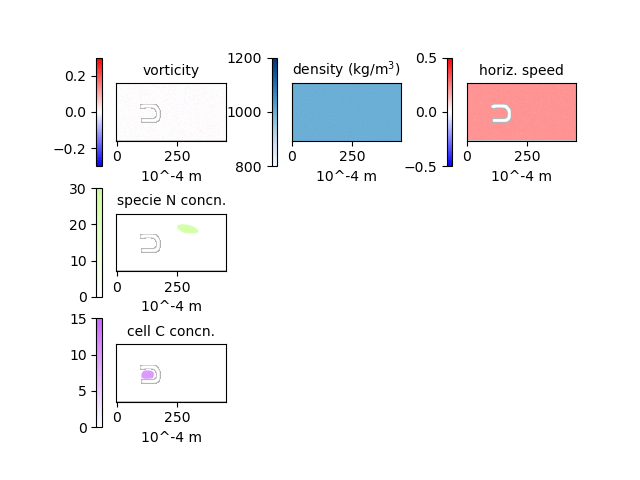 vorticity
0.2
0.0
−0.2
0 250
10^-4 m
density (kg/m³)
1200
1000
800
0 250
10^-4 m
horiz. speed
0.5
0.0
−0.5
0 250
10^-4 m
specie N concn.
30
20
10
0
0 250
10^-4 m
cell C concn.
15
10
5
0
0 250
10^-4 m